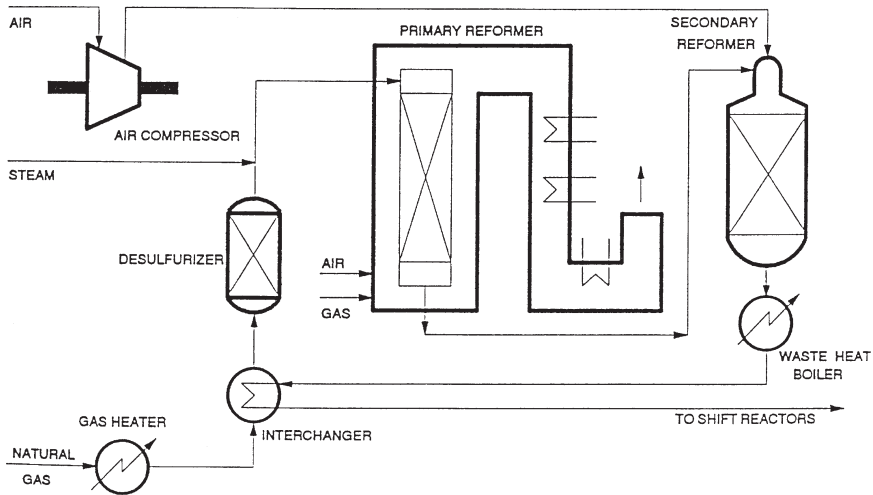 AIR
PRIMARY REFORMER
SECONDARY
REFORMER
AIR COMPRESSOR
STEAM
DESULFURIZER
AIR
GAS
WASTE HEAT
BOILER
GAS HEATER
INTERCHANGER
TO SHIFT REACTORS
NATURAL
GAS